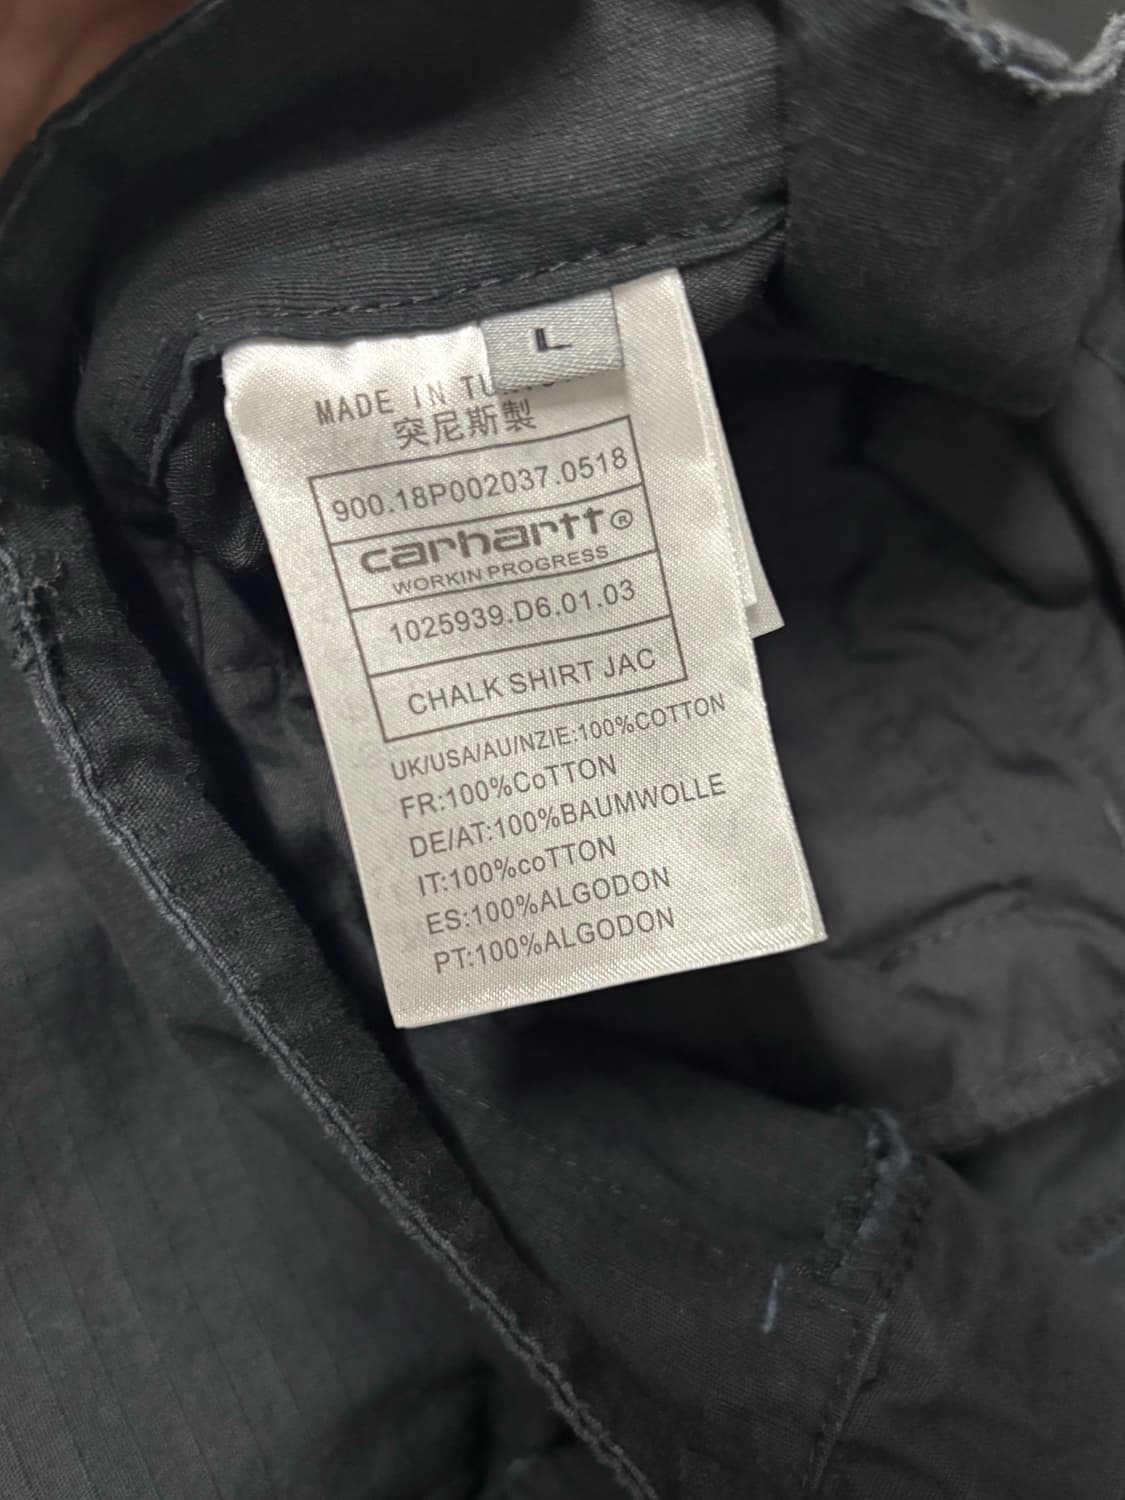 L
MADE IN
突尼斯製
900.18P002037.0518
carhartt®
WORKIN PROGRESS
1025939.D6.01.03
CHALK SHIRT JAC
UK/USA/AU/NZIE:100%COTTON
FR:100%CoTTON
DE/AT:100%BAUMWOLLE
IT:100%coTTON
ES:100%ALGODON
PT:100%ALGODON